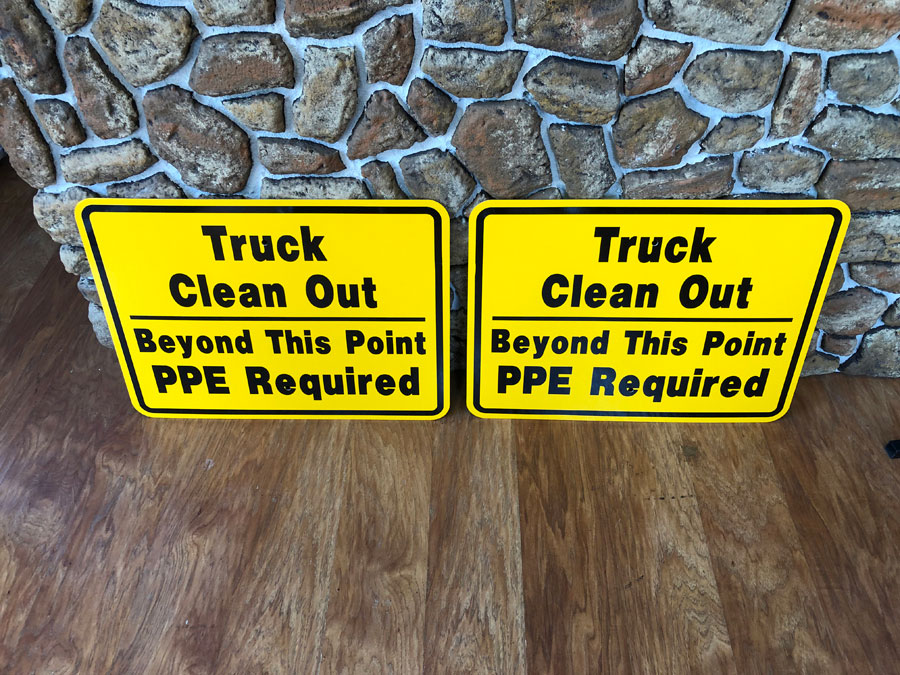 Truck
Clean Out
Beyond This Point
PPE Required
Truck
Clean Out
Beyond This Point
PPE Required